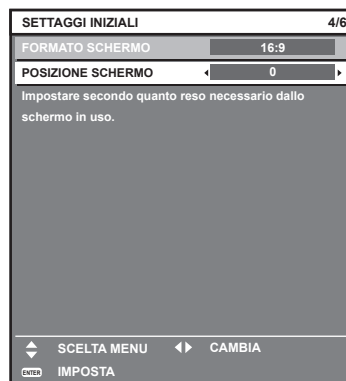 SETTAGGI INIZIALI 4/6
FORMATO SCHERMO 16:9
POSIZIONE SCHERMO 0
Impostare secondo quanto reso necessario dallo
schermo in uso.
SCELTA MENU CAMBIA
ENTER IMPOSTA